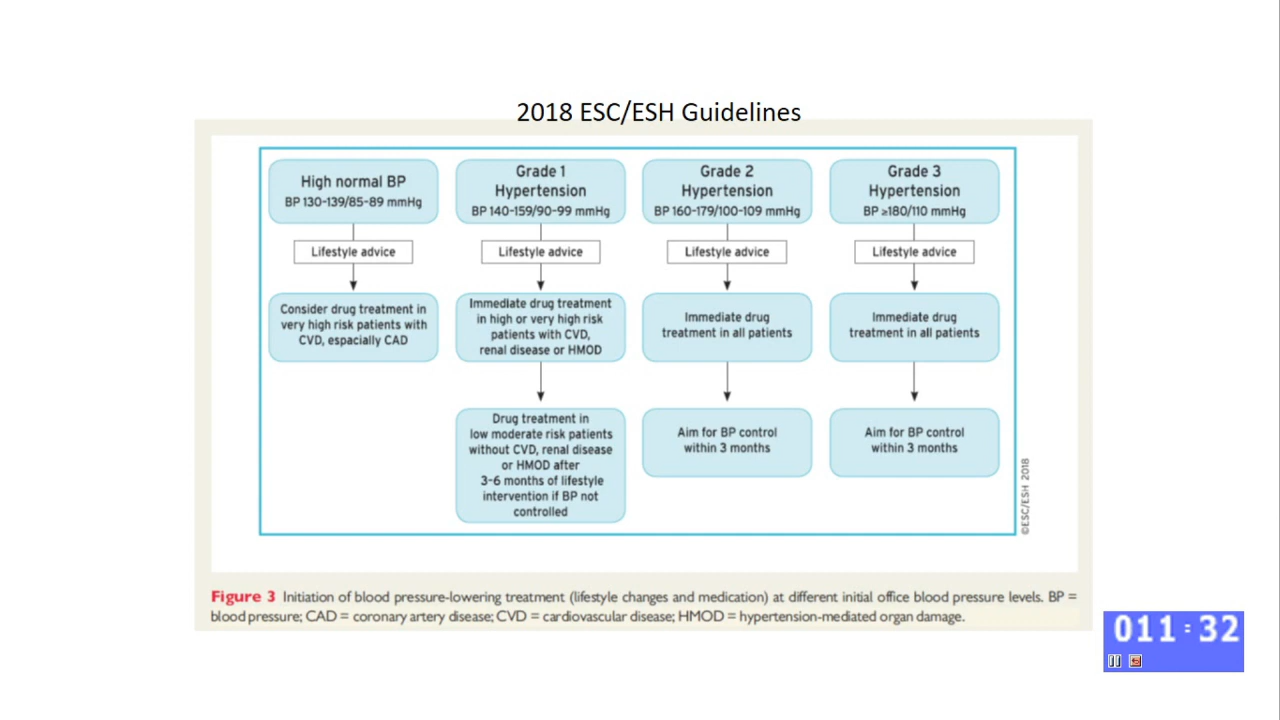 2018 ESC/ESH Guidelines
High normal BP
BP 130-139/85-89 mmHg
Lifestyle advice
Consider drug treatment in
very high risk patients with
CVD, espacially CAD
Grade 1
Hypertension
BP 140-159/90-99 mmHg
Lifestyle advice
Immediate drug treatment
in high or very high risk
patients with CVD,
renal disease or HMOD
Drug treatment in
low moderate risk patients
without CVD, renal disease
or HMOD after
3-6 months of lifestyle
intervention if BP not
controlled
Grade 2
Hypertension
BP 160-179/100-109 mmHg
Lifestyle advice
Immediate drug
treatment in all patients
Aim for BP control
within 3 months
Grade 3
Hypertension
BP ≥180/110 mmHg
Lifestyle advice
Immediate drug
treatment in all patients
Aim for BP control
within 3 months
©ESC/ESH 2018
Figure 3 Initiation of blood pressure-lowering treatment (lifestyle changes and medication) at different initial office blood pressure levels. BP =
blood pressure; CAD = coronary artery disease; CVD = cardiovascular disease; HMOD = hypertension-mediated organ damage.
011:32